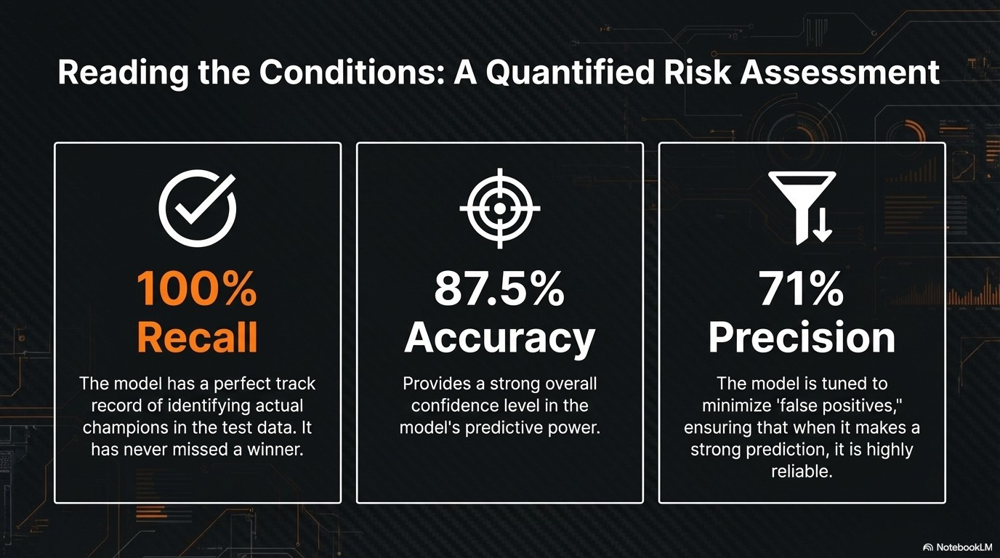 Reading the Conditions: A Quantified Risk Assessment
100%
Recall
The model has a perfect track
record of identifying actual
champions in the test data. It
has never missed a winner.
87.5%
Accuracy
Provides a strong overall
confidence level in the
model's predictive power.
71%
Precision
The model is tuned to
minimize 'false positives,"
ensuring that when it makes a
strong prediction, it is highly
reliable.
NotebookLM